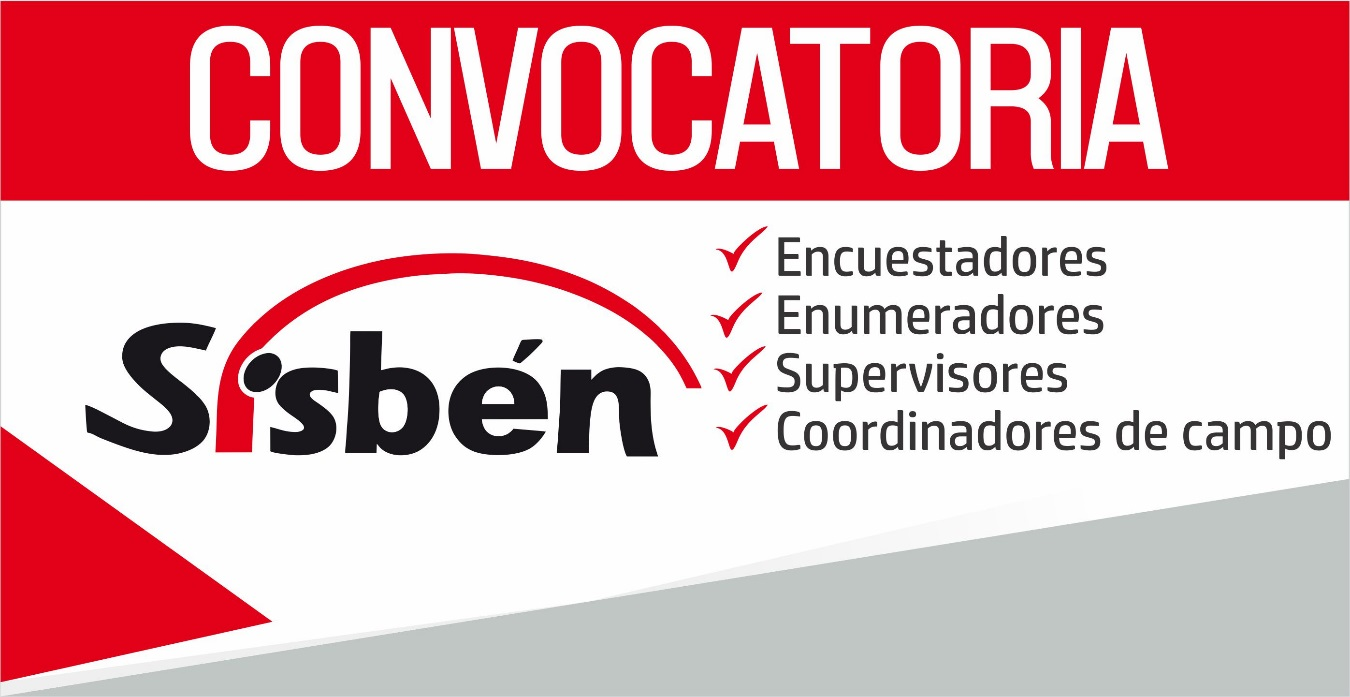 CONVOCATORIA
Sisbén
Encuestadores
Enumeradores
Supervisores
Coordinadores de campo